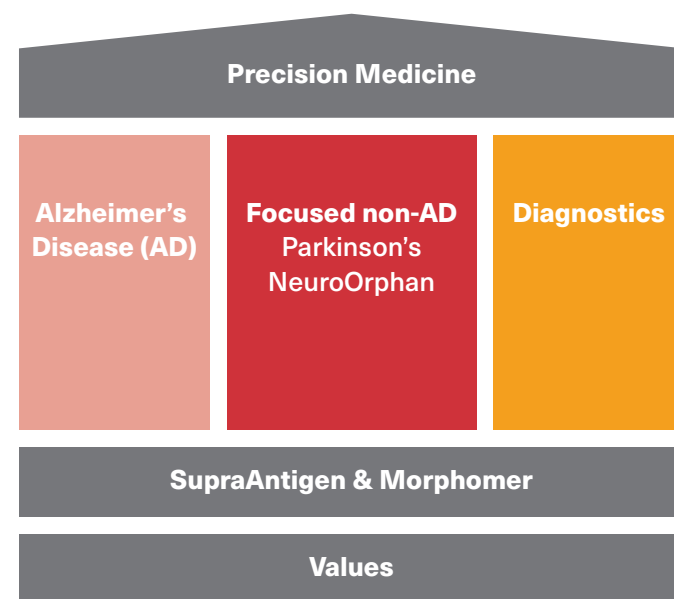 Precision Medicine
Alzheimer's
Disease (AD)
Focused non-AD
Parkinson's
NeuroOrphan
Diagnostics
SupraAntigen & Morphomer
Values